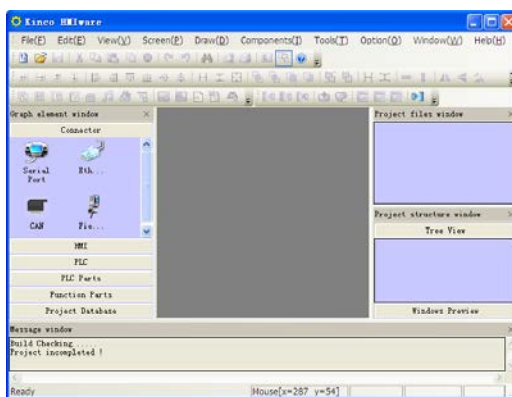 Kinco HMIware
File(F) Edit(E) View(V) Screen(P) Draw(D) Components(T) Tools(T) Option(O) Window(W) Help(H)
Graph element window
Connector
Serial Port
Eth...
CAN
Fie...
HMI
PLC
PLC Parts
Function Parts
Project Database
Project files window
Project structure window
Tree View
Windows Preview
Message window
Build Checking.....
Project incompleted !
Ready
Mouse[x=287 y=54]